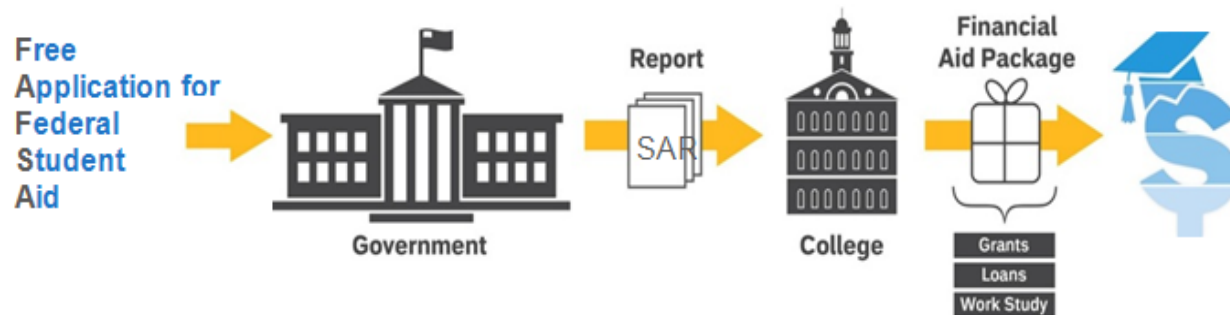 Free
Application for
Federal
Student
Aid
Government
Report
SAR
College
Financial
Aid Package
Grants
Loans
Work Study
S